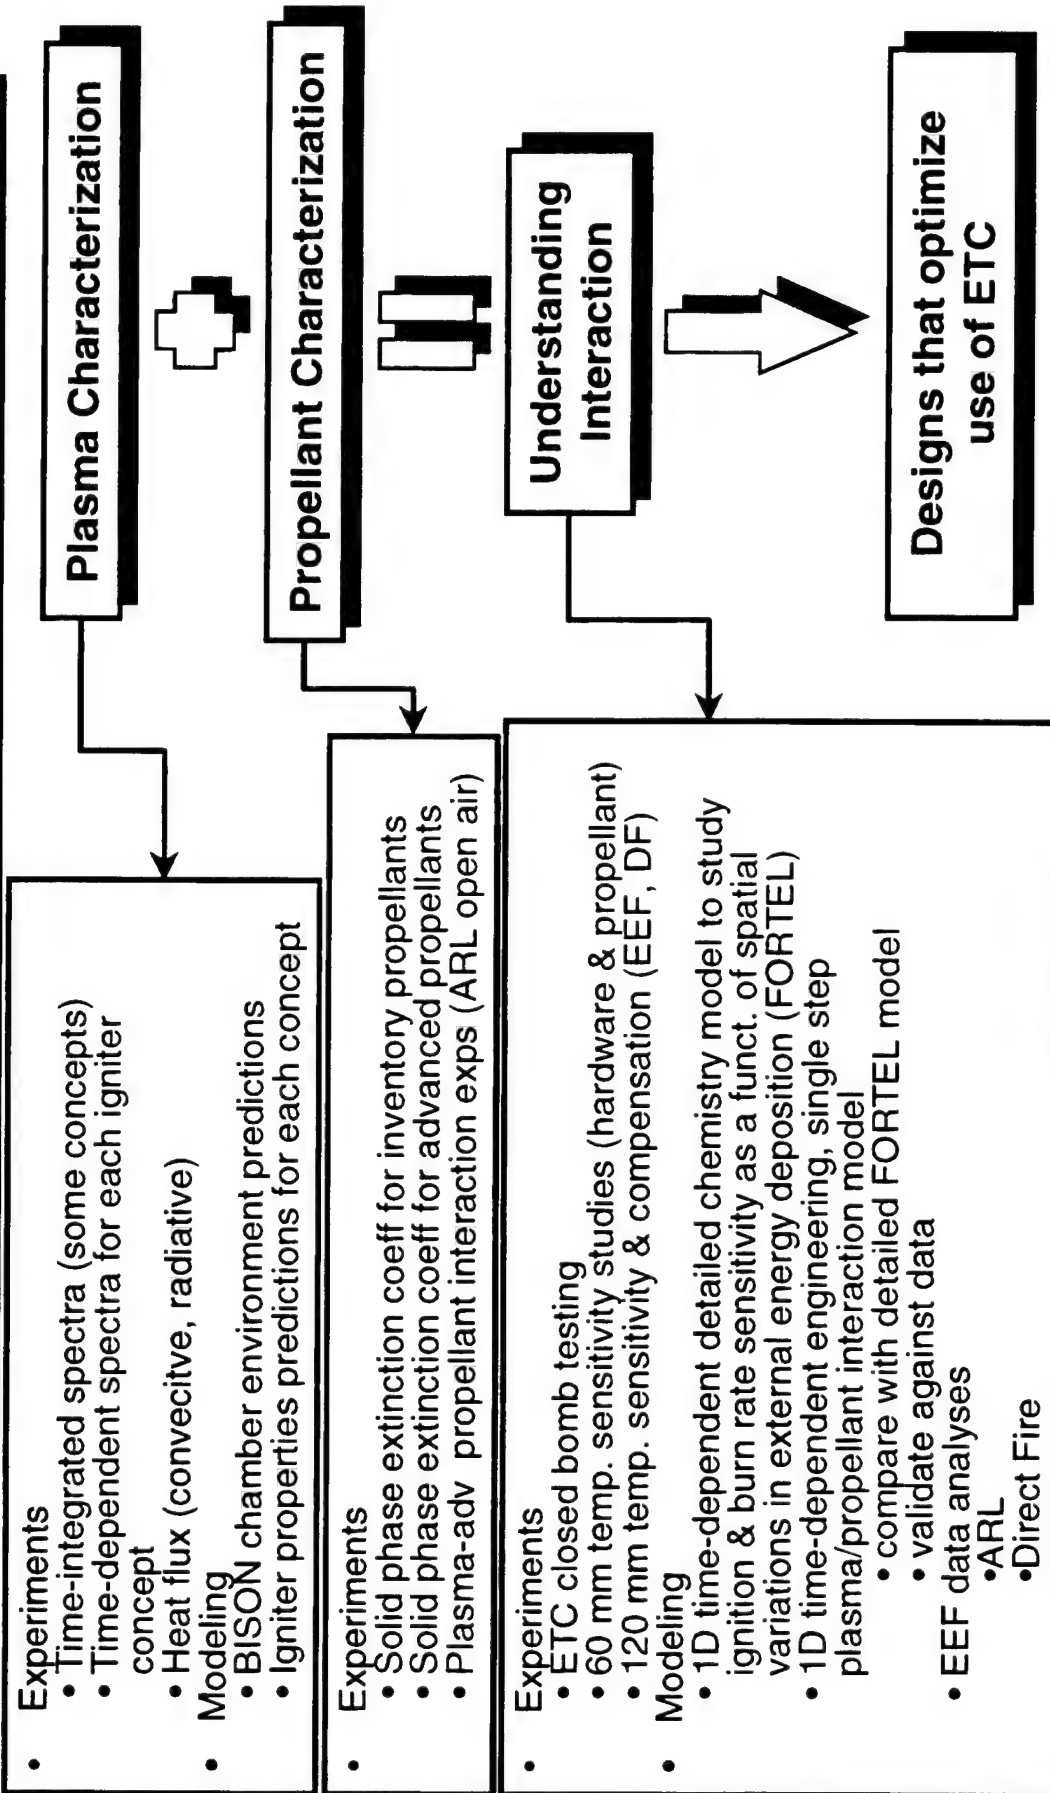 Plasma Characterization
• Experiments
• Time-integrated spectra (some concepts)
• Time-dependent spectra for each igniter
concept
• Heat flux (convecitve, radiative)
• Modeling
• BISON chamber environment predictions
• Igniter properties predictions for each concept
Propellant Characterization
• Experiments
• Solid phase extinction coeff for inventory propellants
• Solid phase extinction coeff for advanced propellants
• Plasma-adv propellant interaction exps (ARL open air)
Understanding
Interaction
• Experiments
• ETC closed bomb testing
• 60 mm temp. sensitivity studies (hardware & propellant)
• 120 mm temp. sensitivity & compensation (EEF, DF)
• Modeling
• 1D time-dependent detailed chemistry model to study
ignition & burn rate sensitivity as a funct. of spatial
variations in external energy deposition (FORTEL)
• 1D time-dependent engineering, single step
plasma/propellant interaction model
• compare with detailed FORTEL model
• validate against data
• EEF data analyses
•ARL
•Direct Fire
Designs that optimize
use of ETC